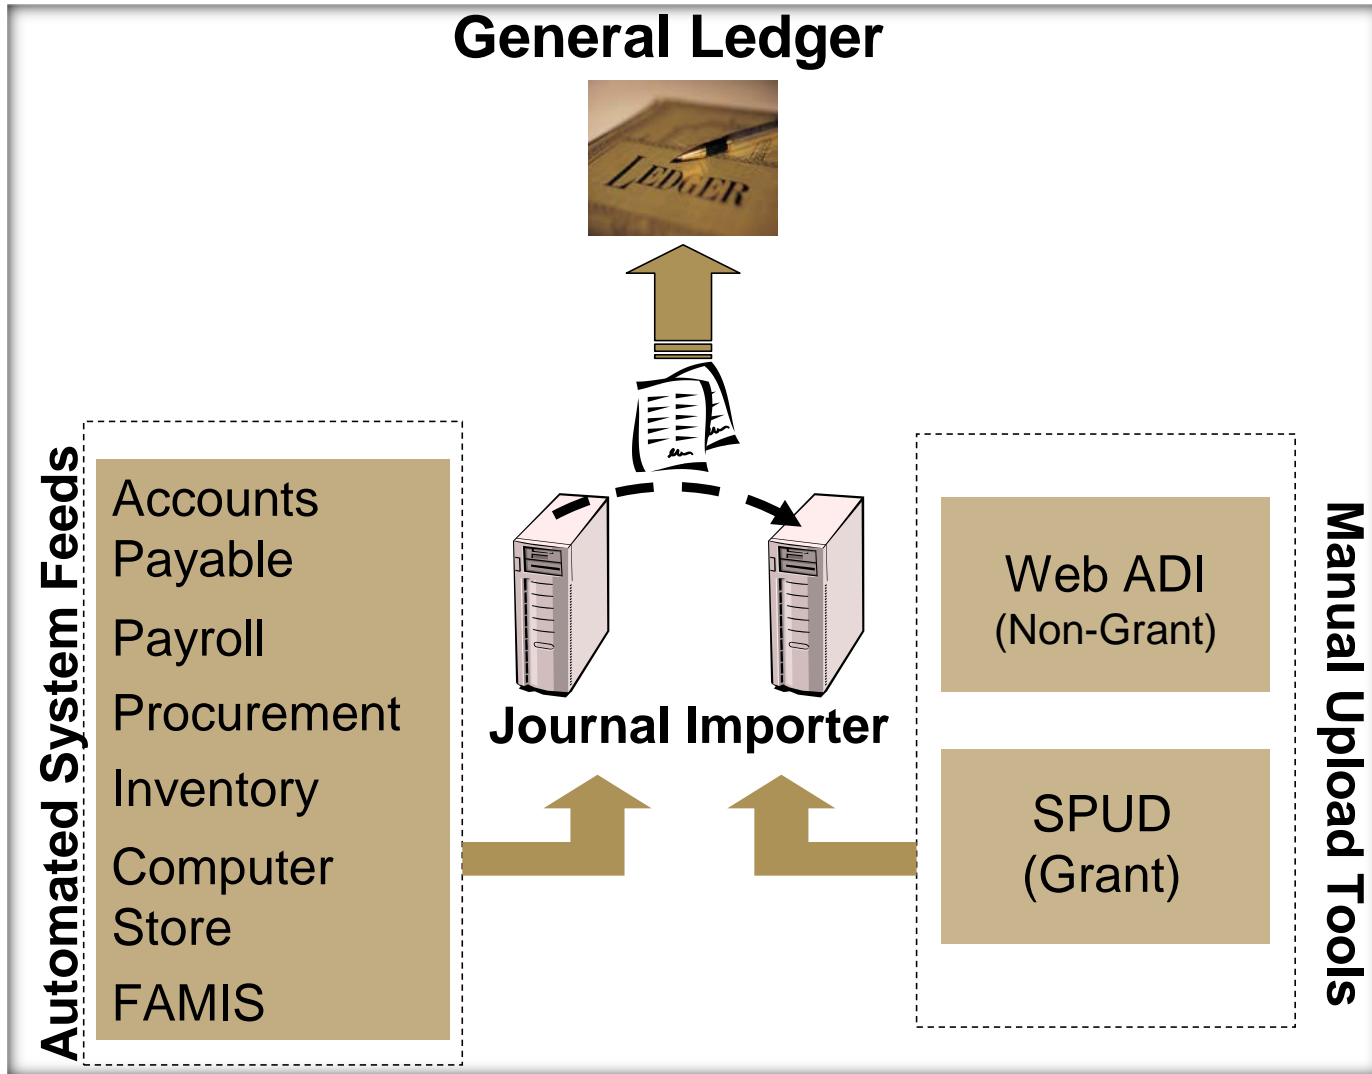 General Ledger
LEDGER
Automated System Feeds
Accounts
Payable
Payroll
Procurement
Inventory
Computer
Store
FAMIS
Journal Importer
Web ADI
(Non-Grant)
SPUD
(Grant)
Manual Upload Tools